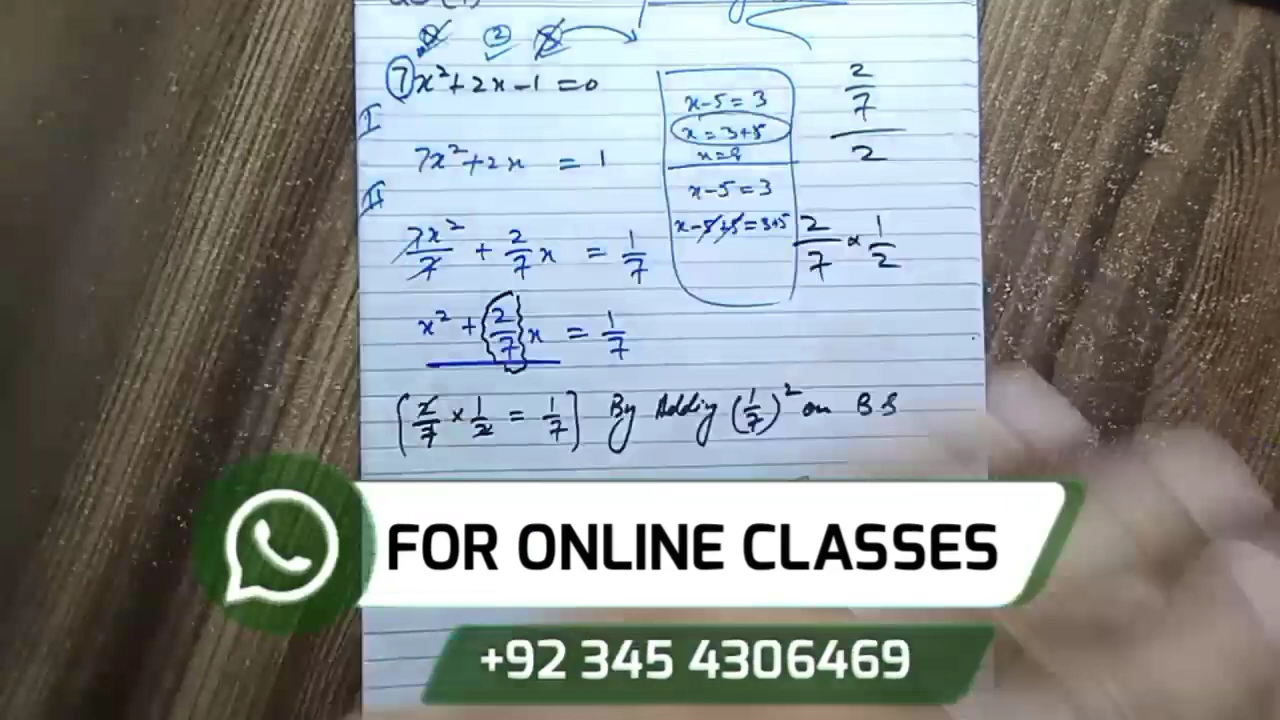 ②
7x² + 2x - 1 = 0
I
7x² + 2x = 1
II
7x²/7 + 2/7 x = 1/7
x² + 2/7 x = 1/7
[2/7 × 1/2 = 1/7] By Adding (1/7)² on B S
x - 5 = 3
x = 3 + 5
x = 8
x - 5 = 3
x - 5 + 5 = 3 + 5
2/7
2
2/7 × 1/2
FOR ONLINE CLASSES
+92 345 4306469